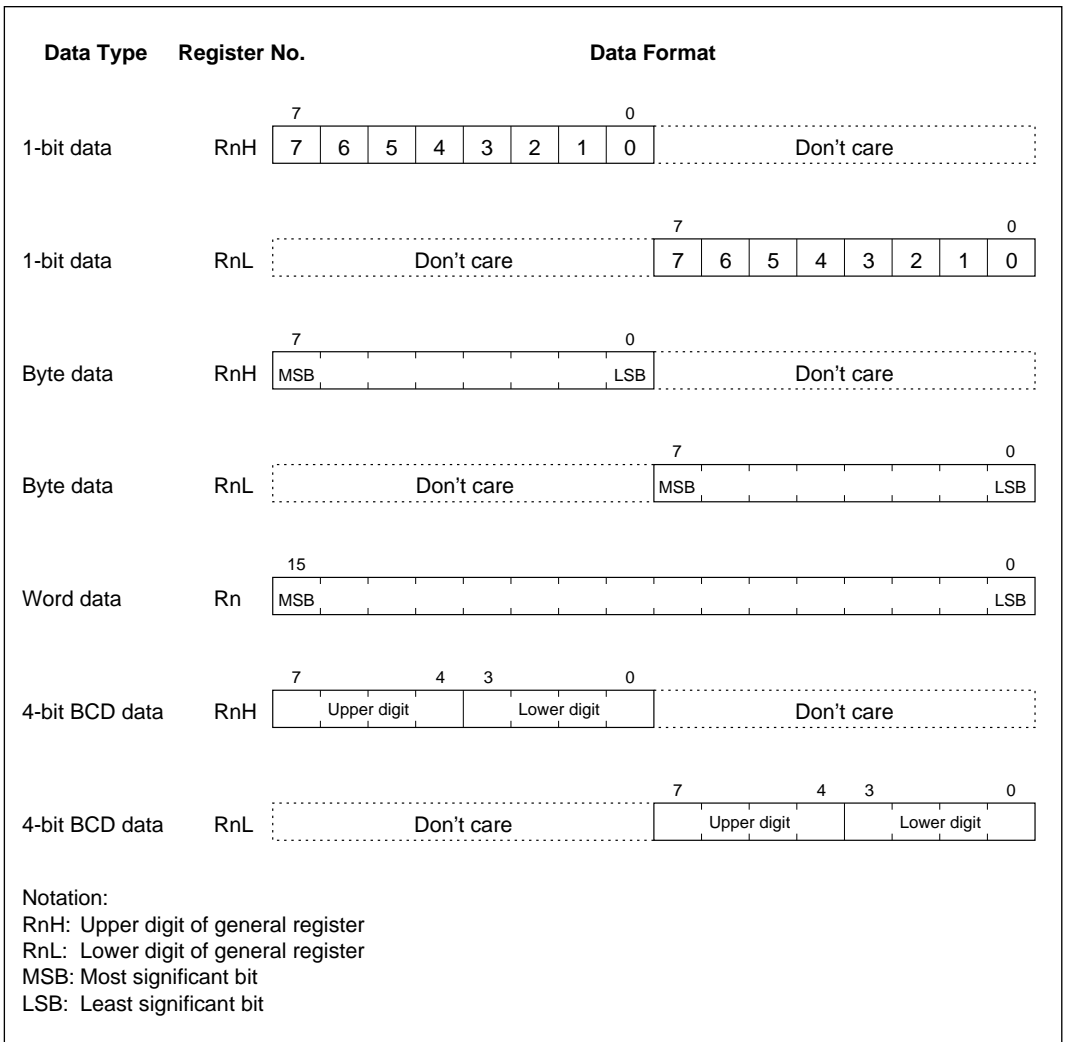 Data Type Register No. Data Format
7 0
1-bit data RnH 7 6 5 4 3 2 1 0 Don't care
7 0
1-bit data RnL Don't care 7 6 5 4 3 2 1 0
7 0
Byte data RnH MSB LSB Don't care
7 0
Byte data RnL Don't care MSB LSB
15 0
Word data Rn MSB LSB
7 4 3 0
4-bit BCD data RnH Upper digit Lower digit Don't care
7 4 3 0
4-bit BCD data RnL Don't care Upper digit Lower digit
Notation:
RnH: Upper digit of general register
RnL: Lower digit of general register
MSB: Most significant bit
LSB: Least significant bit